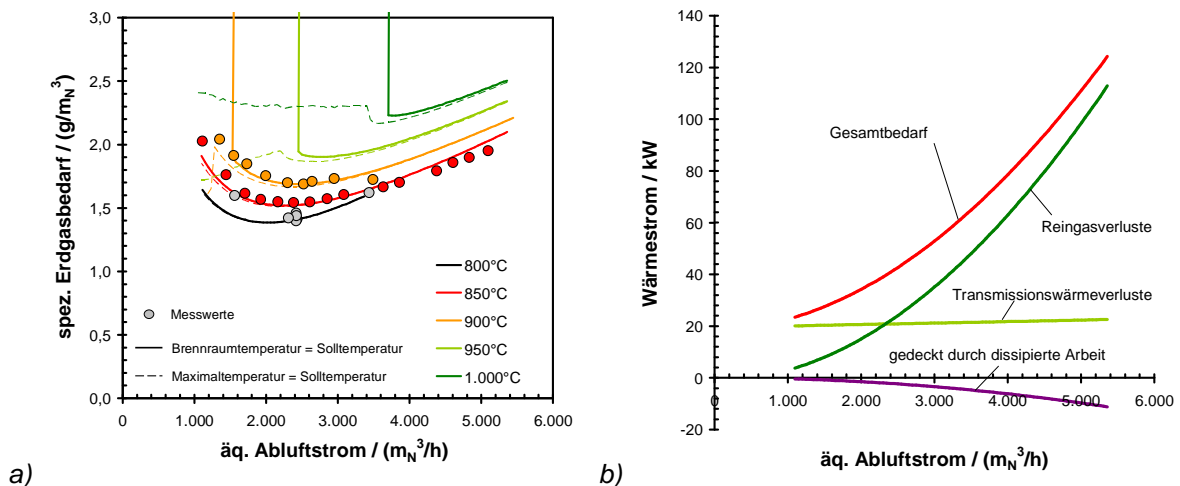 spez. Erdgasbedarf / (g/m_N³)
3,0
2,5
2,0
1,5
1,0
0,5
0,0
0
1.000
2.000
3.000
4.000
5.000
6.000
äq. Abluftstrom / (m_N³/h)
Messwerte
Brennraumtemperatur = Solltemperatur
Maximaltemperatur = Solltemperatur
800°C
850°C
900°C
950°C
1.000°C
a)
Wärmestrom / kW
140
120
100
80
60
40
20
0
-20
0
1.000
2.000
3.000
4.000
5.000
6.000
Gesamtbedarf
Reingasverluste
Transmissionswärmeverluste
gedeckt durch dissipierte Arbeit
äq. Abluftstrom / (m_N³/h)
b)